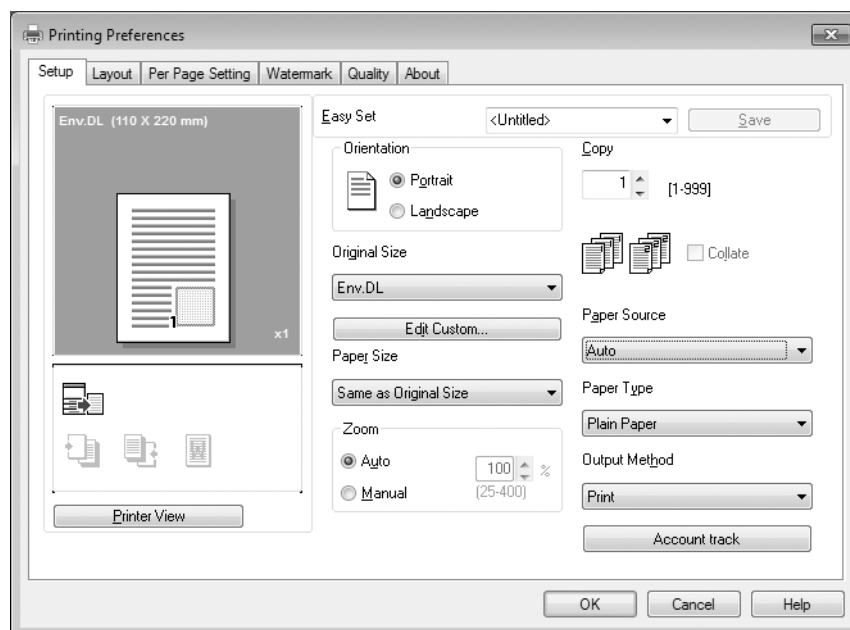 Printing Preferences
Setup Layout Per Page Setting Watermark Quality About
Env.DL (110 X 220 mm)
1
x1
Printer View
Easy Set <Untitled> Save
Orientation
Portrait
Landscape
Original Size
Env.DL
Edit Custom...
Paper Size
Same as Original Size
Zoom
Auto
Manual
100 %
(25-400)
Copy
1 [1-999]
Collate
Paper Source
Auto
Paper Type
Plain Paper
Output Method
Print
Account track
OK Cancel Help